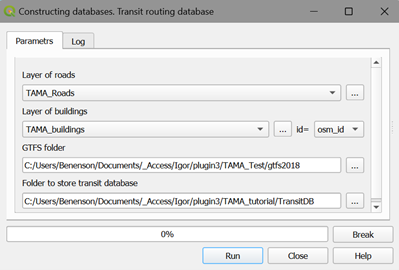 Constructing databases. Transit routing database
Parametrs
Log
Layer of roads
TAMA_Roads
...
Layer of buildings
TAMA_buildings
... id= osm_id
GTFS folder
C:/Users/Benenson/Documents/_Access/Igor/plugin3/TAMA_Test/gtfs2018
...
Folder to store transit database
C:/Users/Benenson/Documents/_Access/Igor/plugin3/TAMA_tutorial/TransitDB
...
0%
Break
Run
Close
Help